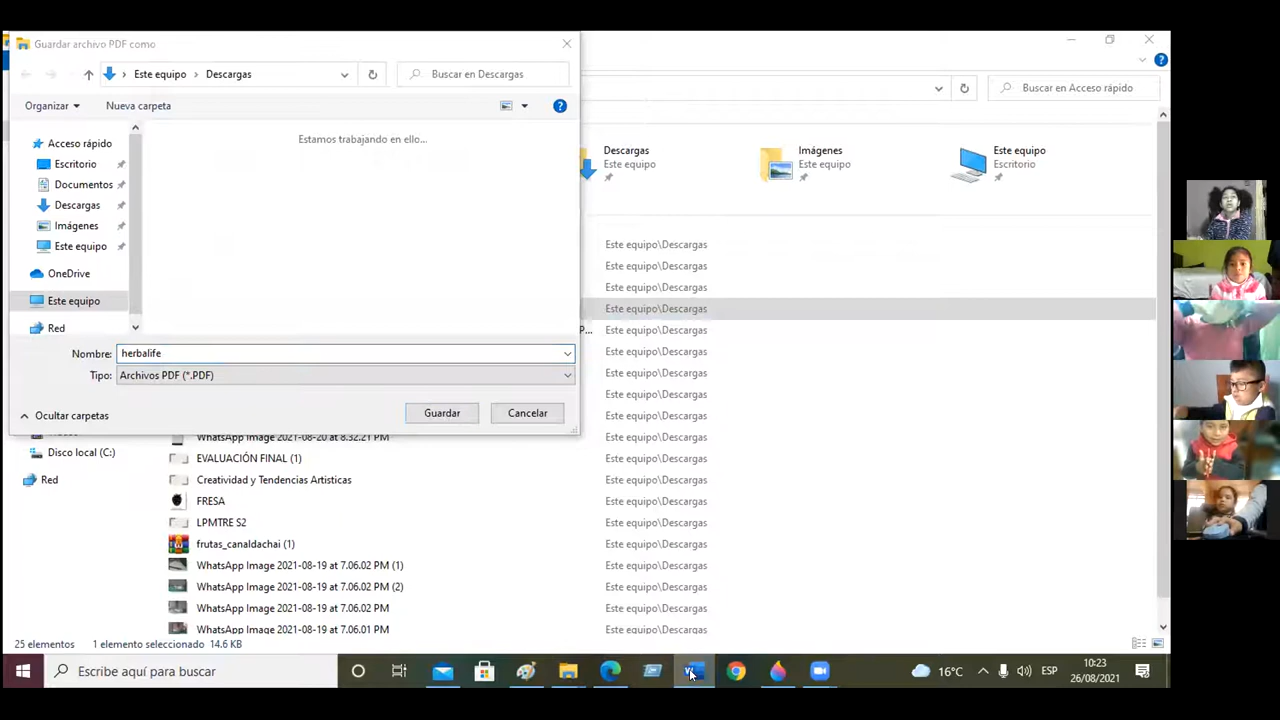 Guardar archivo PDF como
Este equipo › Descargas
Buscar en Descargas
Organizar
Nueva carpeta
Acceso rápido
Escritorio
Documentos
Descargas
Imágenes
Este equipo
OneDrive
Este equipo
Red
Estamos trabajando en ello...
Nombre: herbalife
Tipo: Archivos PDF (*.PDF)
Ocultar carpetas
Guardar
Cancelar
Buscar en Acceso rápido
Descargas
Este equipo
Imágenes
Este equipo
Este equipo
Escritorio
Este equipo\Descargas
Este equipo\Descargas
Este equipo\Descargas
Este equipo\Descargas
P... Este equipo\Descargas
Este equipo\Descargas
Este equipo\Descargas
Este equipo\Descargas
Este equipo\Descargas
WhatsApp Image 2021-08-20 at 8.32.21 PM Este equipo\Descargas
Disco local (C:)
Red
EVALUACIÓN FINAL (1) Este equipo\Descargas
Creatividad y Tendencias Artisticas Este equipo\Descargas
FRESA Este equipo\Descargas
LPMTRE S2 Este equipo\Descargas
frutas_canaldachai (1) Este equipo\Descargas
WhatsApp Image 2021-08-19 at 7.06.02 PM (1) Este equipo\Descargas
WhatsApp Image 2021-08-19 at 7.06.02 PM (2) Este equipo\Descargas
WhatsApp Image 2021-08-19 at 7.06.02 PM Este equipo\Descargas
WhatsApp Image 2021-08-19 at 7.06.01 PM Este equipo\Descargas
25 elementos 1 elemento seleccionado 14.6 KB
Escribe aquí para buscar
16°C
ESP
10:23
26/08/2021